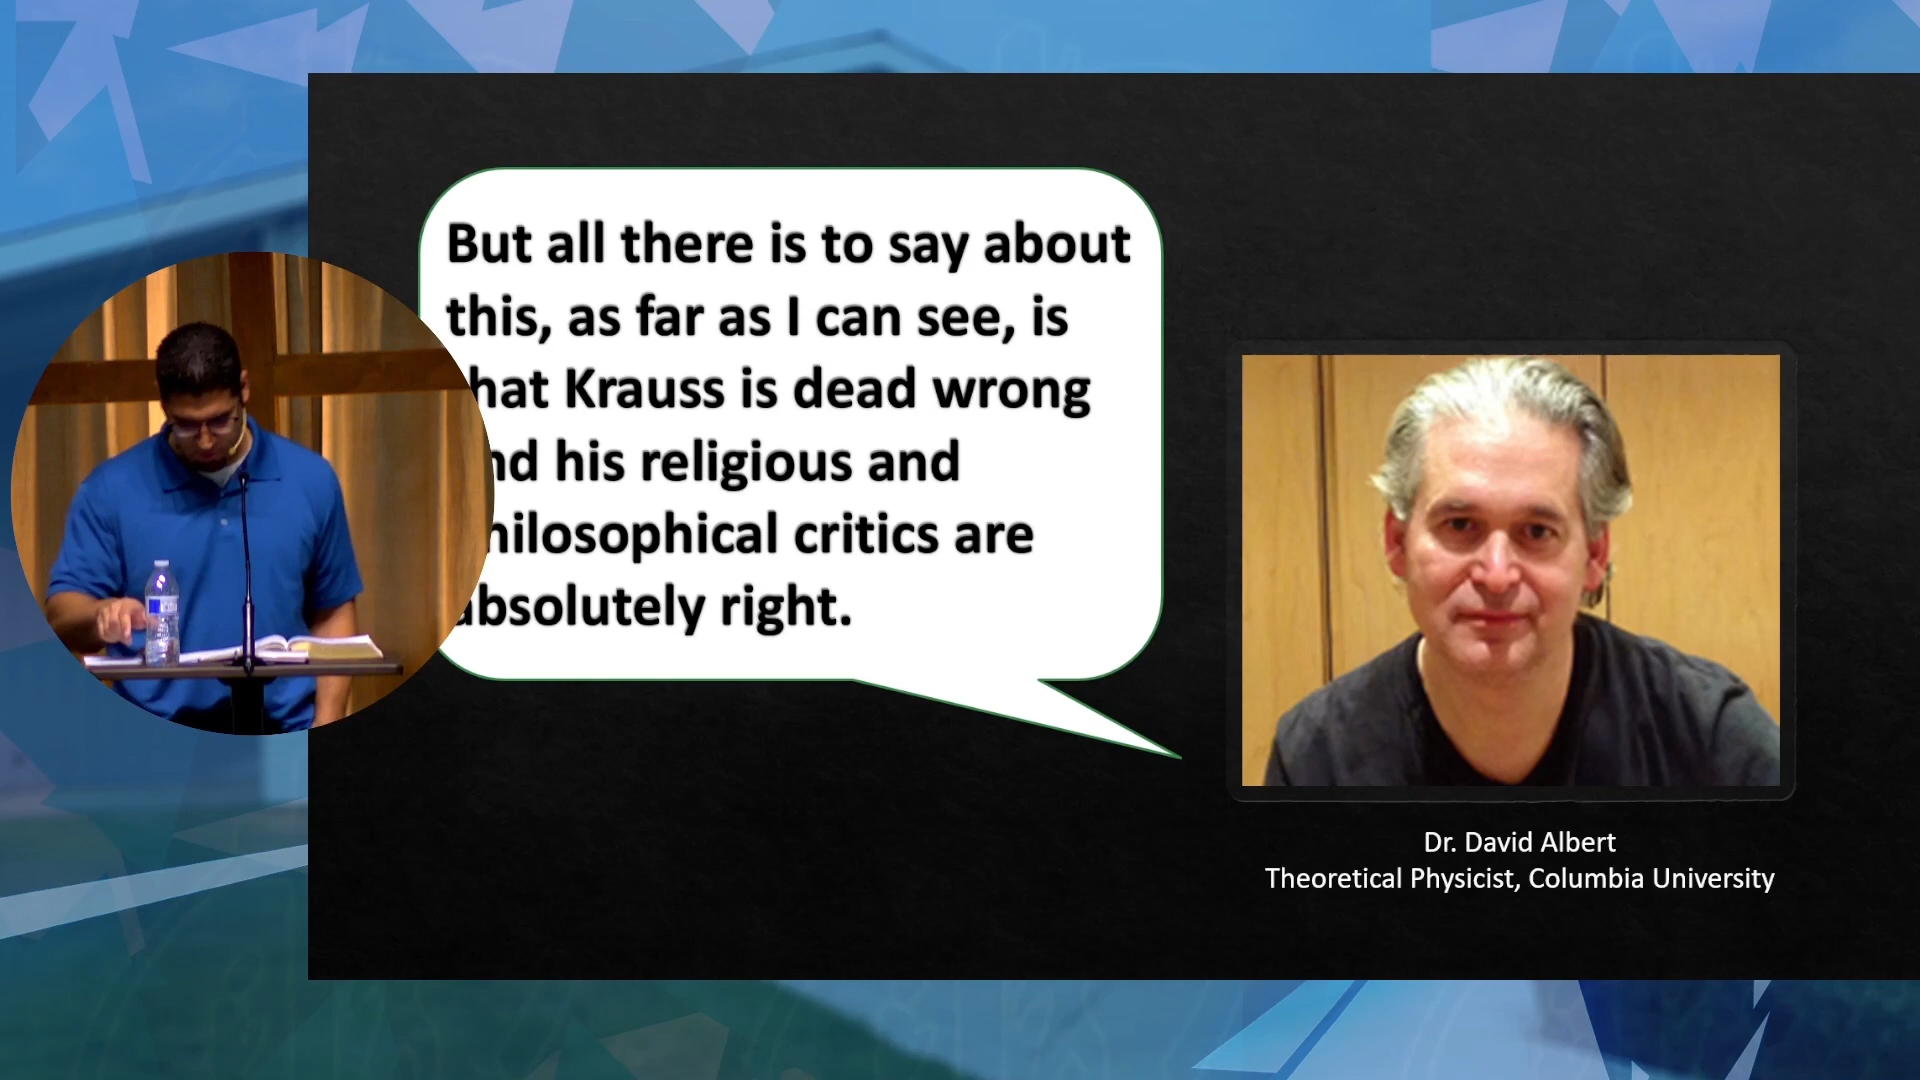 But all there is to say about
this, as far as I can see, is
hat Krauss is dead wrong
nd his religious and
hilosophical critics are
absolutely right.
Dr. David Albert
Theoretical Physicist, Columbia University